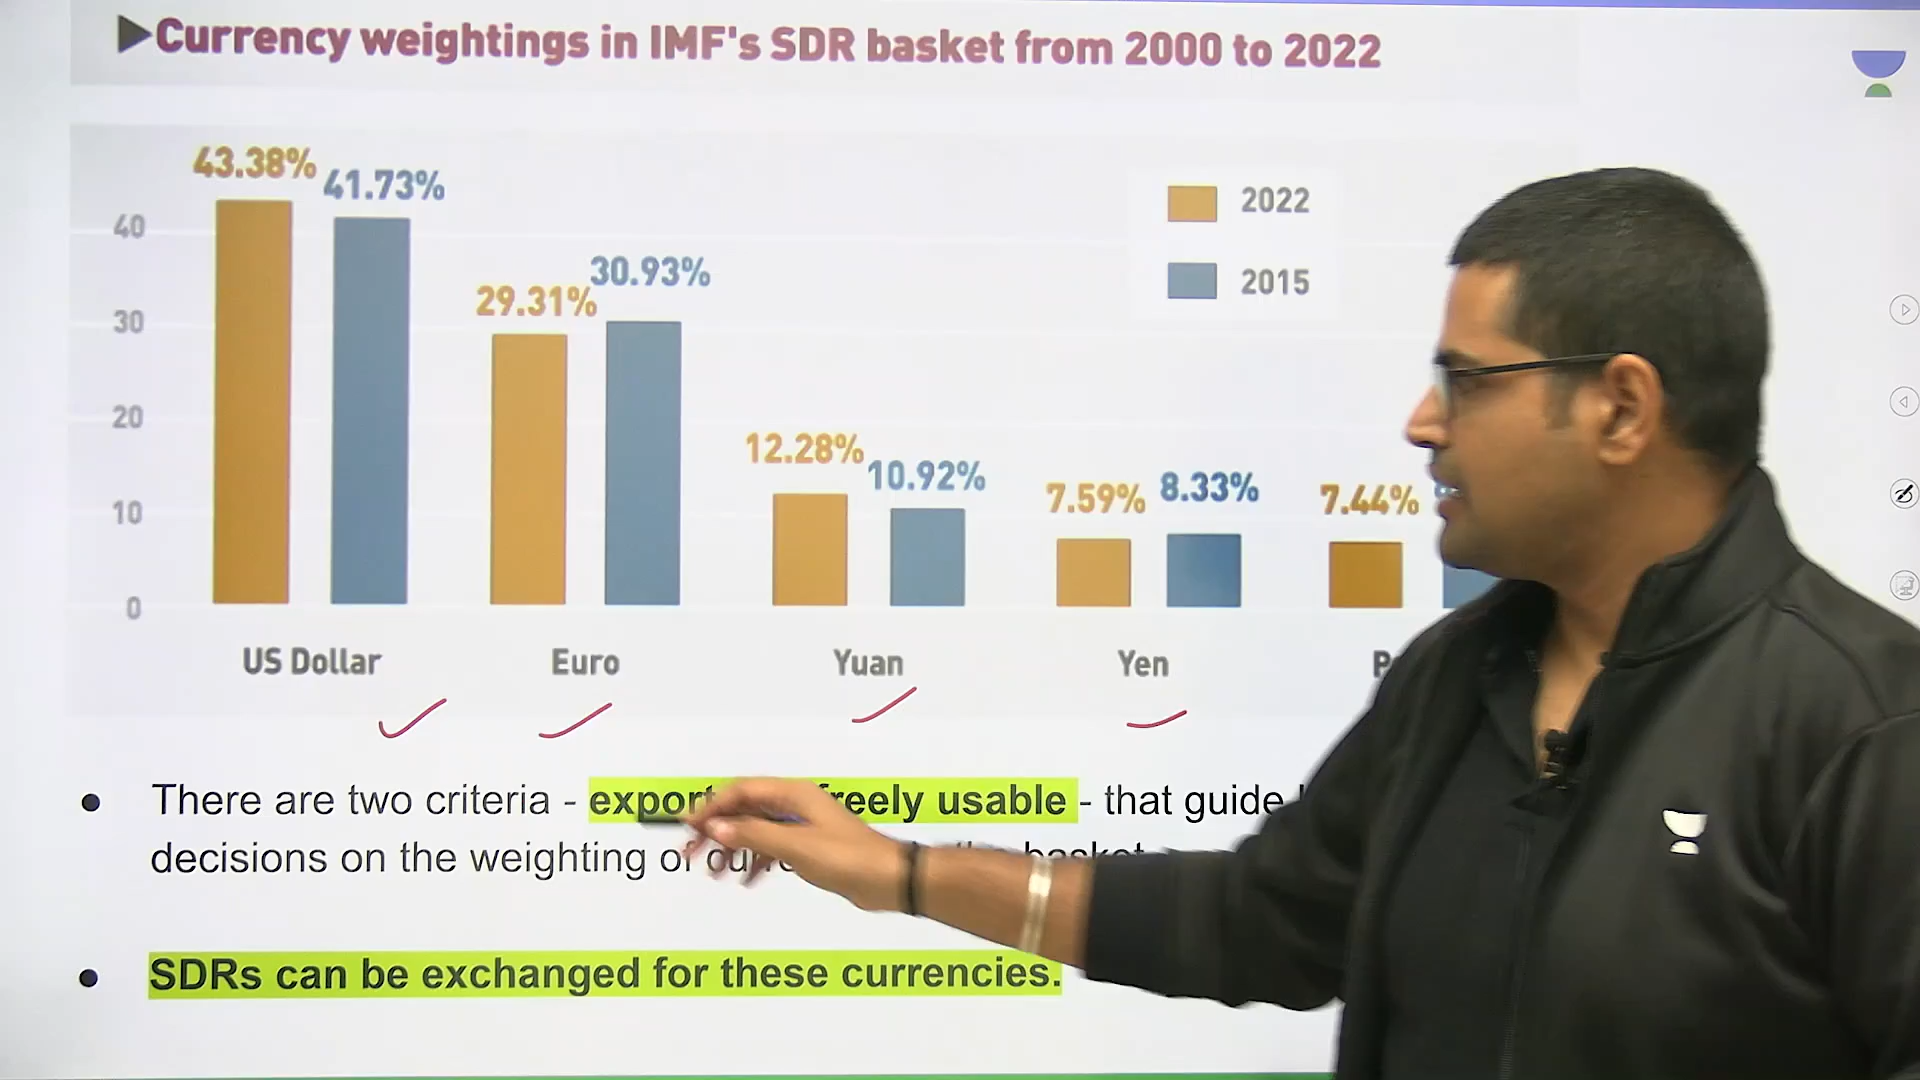 Currency weightings in IMF's SDR basket from 2000 to 2022
43.38% 41.73%
29.31% 30.93%
12.28% 10.92%
7.59% 8.33%
7.44%
2022
2015
40
30
20
10
0
US Dollar Euro Yuan Yen
There are two criteria - freely usable - that guide
decisions on the weighting of basket
SDRs can be exchanged for these currencies.